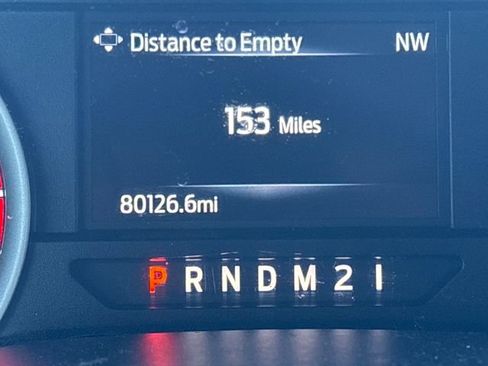 Distance to Empty NW
153 Miles
80126.6mi
P R N D M 2 1